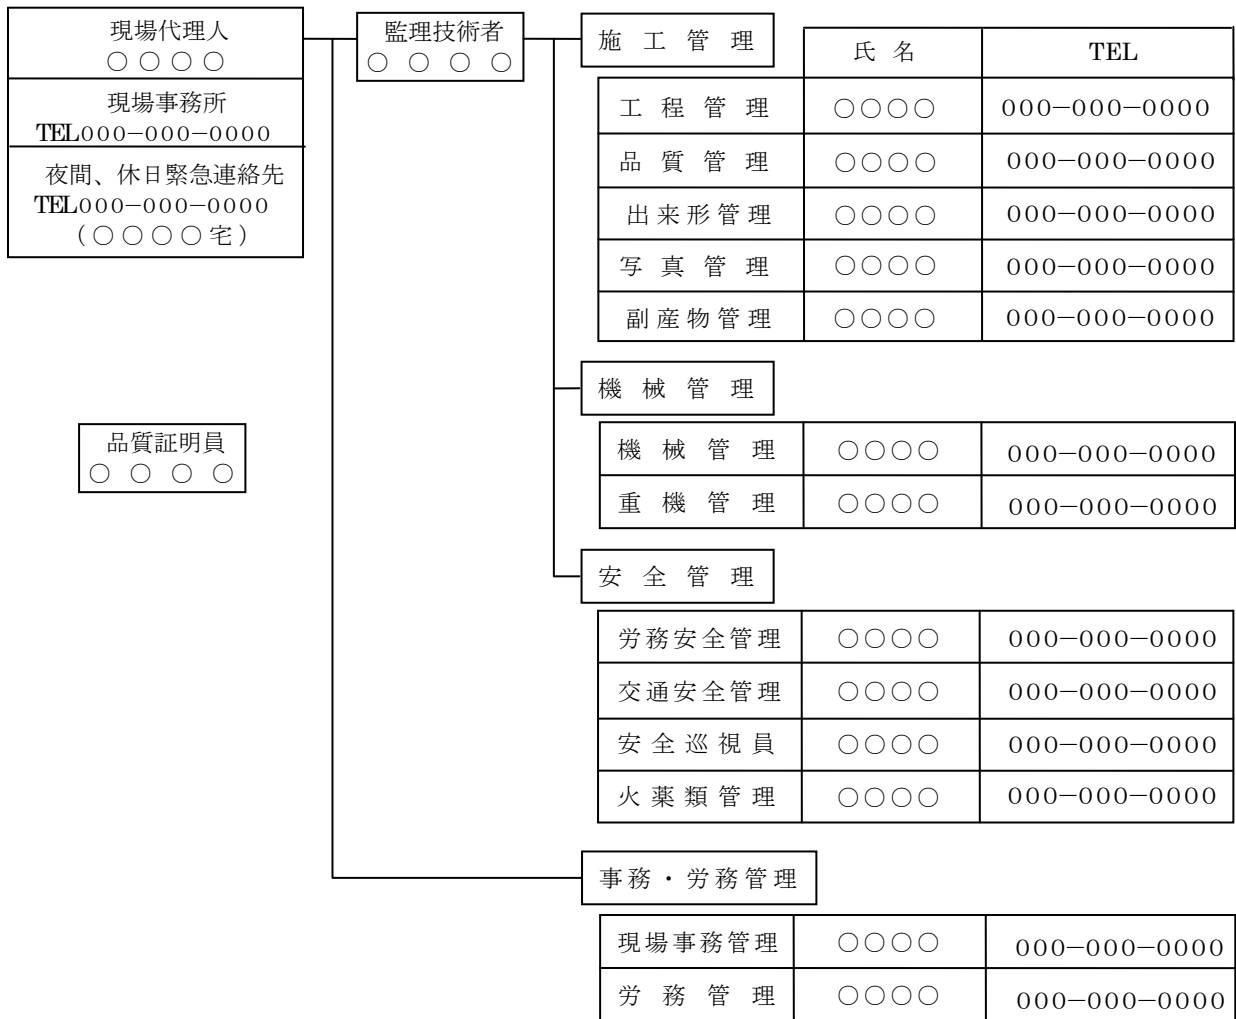 現場代理人
○○○○
現場事務所
TEL000−000−0000
夜間、休日緊急連絡先
TEL000−000−0000
(○○○○宅)
監理技術者
○○○○
品質証明員
○○○○
施工管理
氏名 TEL
工程管理 ○○○○ 000−000−0000
品質管理 ○○○○ 000−000−0000
出来形管理 ○○○○ 000−000−0000
写真管理 ○○○○ 000−000−0000
副産物管理 ○○○○ 000−000−0000
機械管理
機械管理 ○○○○ 000−000−0000
重機管理 ○○○○ 000−000−0000
安全管理
労務安全管理 ○○○○ 000−000−0000
交通安全管理 ○○○○ 000−000−0000
安全巡視員 ○○○○ 000−000−0000
火薬類管理 ○○○○ 000−000−0000
事務・労務管理
現場事務管理 ○○○○ 000−000−0000
労務管理 ○○○○ 000−000−0000